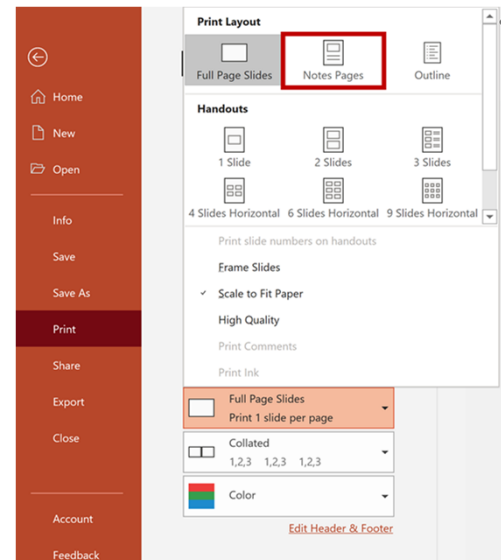 Home
New
Open
Info
Save
Save As
Print
Share
Export
Close
Account
Feedback
Print Layout
Full Page Slides
Notes Pages
Outline
Handouts
1 Slide
2 Slides
3 Slides
4 Slides Horizontal
6 Slides Horizontal
9 Slides Horizontal
Print slide numbers on handouts
Frame Slides
Scale to Fit Paper
High Quality
Print Comments
Print Ink
Full Page Slides
Print 1 slide per page
Collated
1,2,3 1,2,3 1,2,3
Color
Edit Header & Footer